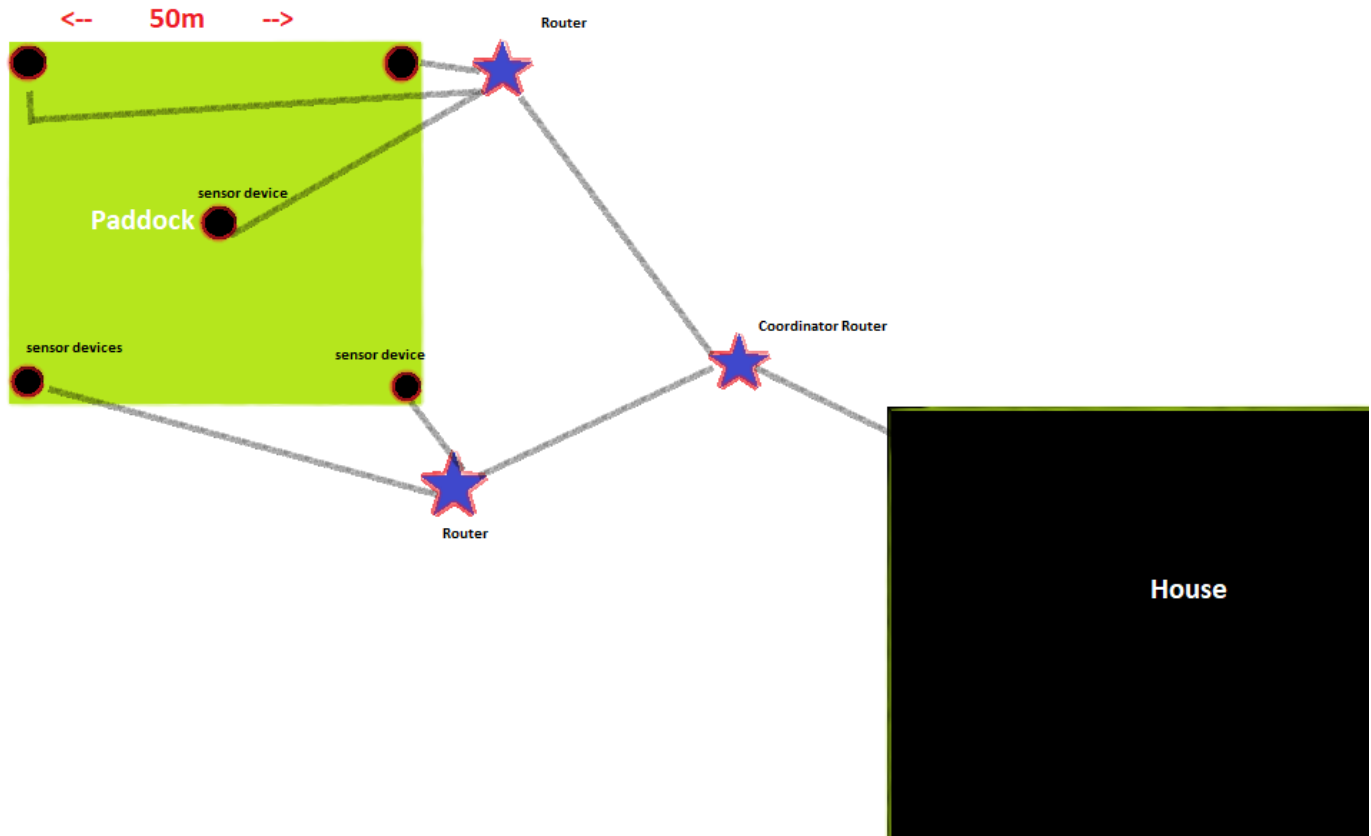 <-- 50m -->
Router
sensor device
Paddock
Coordinator Router
sensor devices
sensor device
Router
House